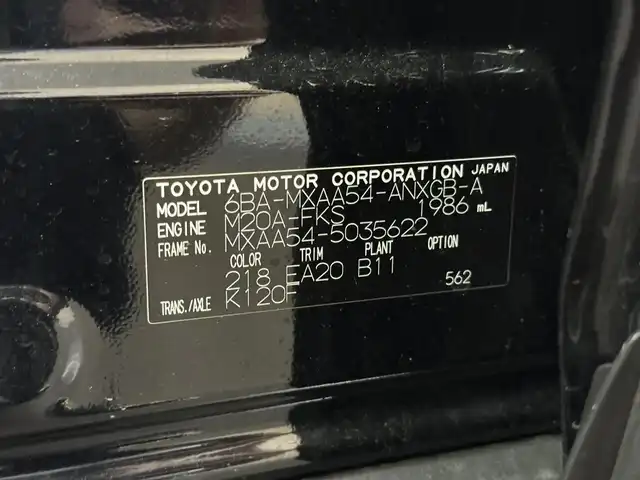 TOYOTA MOTOR CORPORATION JAPAN
MODEL 6BA-MXAA54-ANXGB-A
ENGINE M20A-FKS 1986 mL
FRAME No. MXAA54-5035622
COLOR TRIM PLANT OPTION
218 EA20 B11 562
TRANS./AXLE K120F